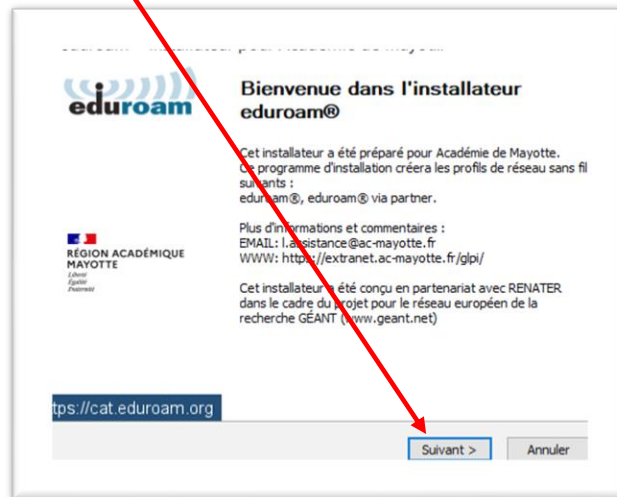 eduroam
Bienvenue dans l'installateur
eduroam®
Cet installateur a été préparé pour Académie de Mayotte.
Ce programme d'installation créera les profils de réseau sans fil
suivants :
eduroam®, eduroam® via partner.
Plus d'informations et commentaires :
EMAIL: l.assistance@ac-mayotte.fr
WWW: https://extranet.ac-mayotte.fr/glpi/
Cet installateur a été conçu en partenariat avec RENATER
dans le cadre du projet pour le réseau européen de la
recherche GÉANT (www.geant.net)
RÉGION ACADÉMIQUE
MAYOTTE
Liberté
Égalité
Fraternité
tps://cat.eduroam.org
Suivant >
Annuler